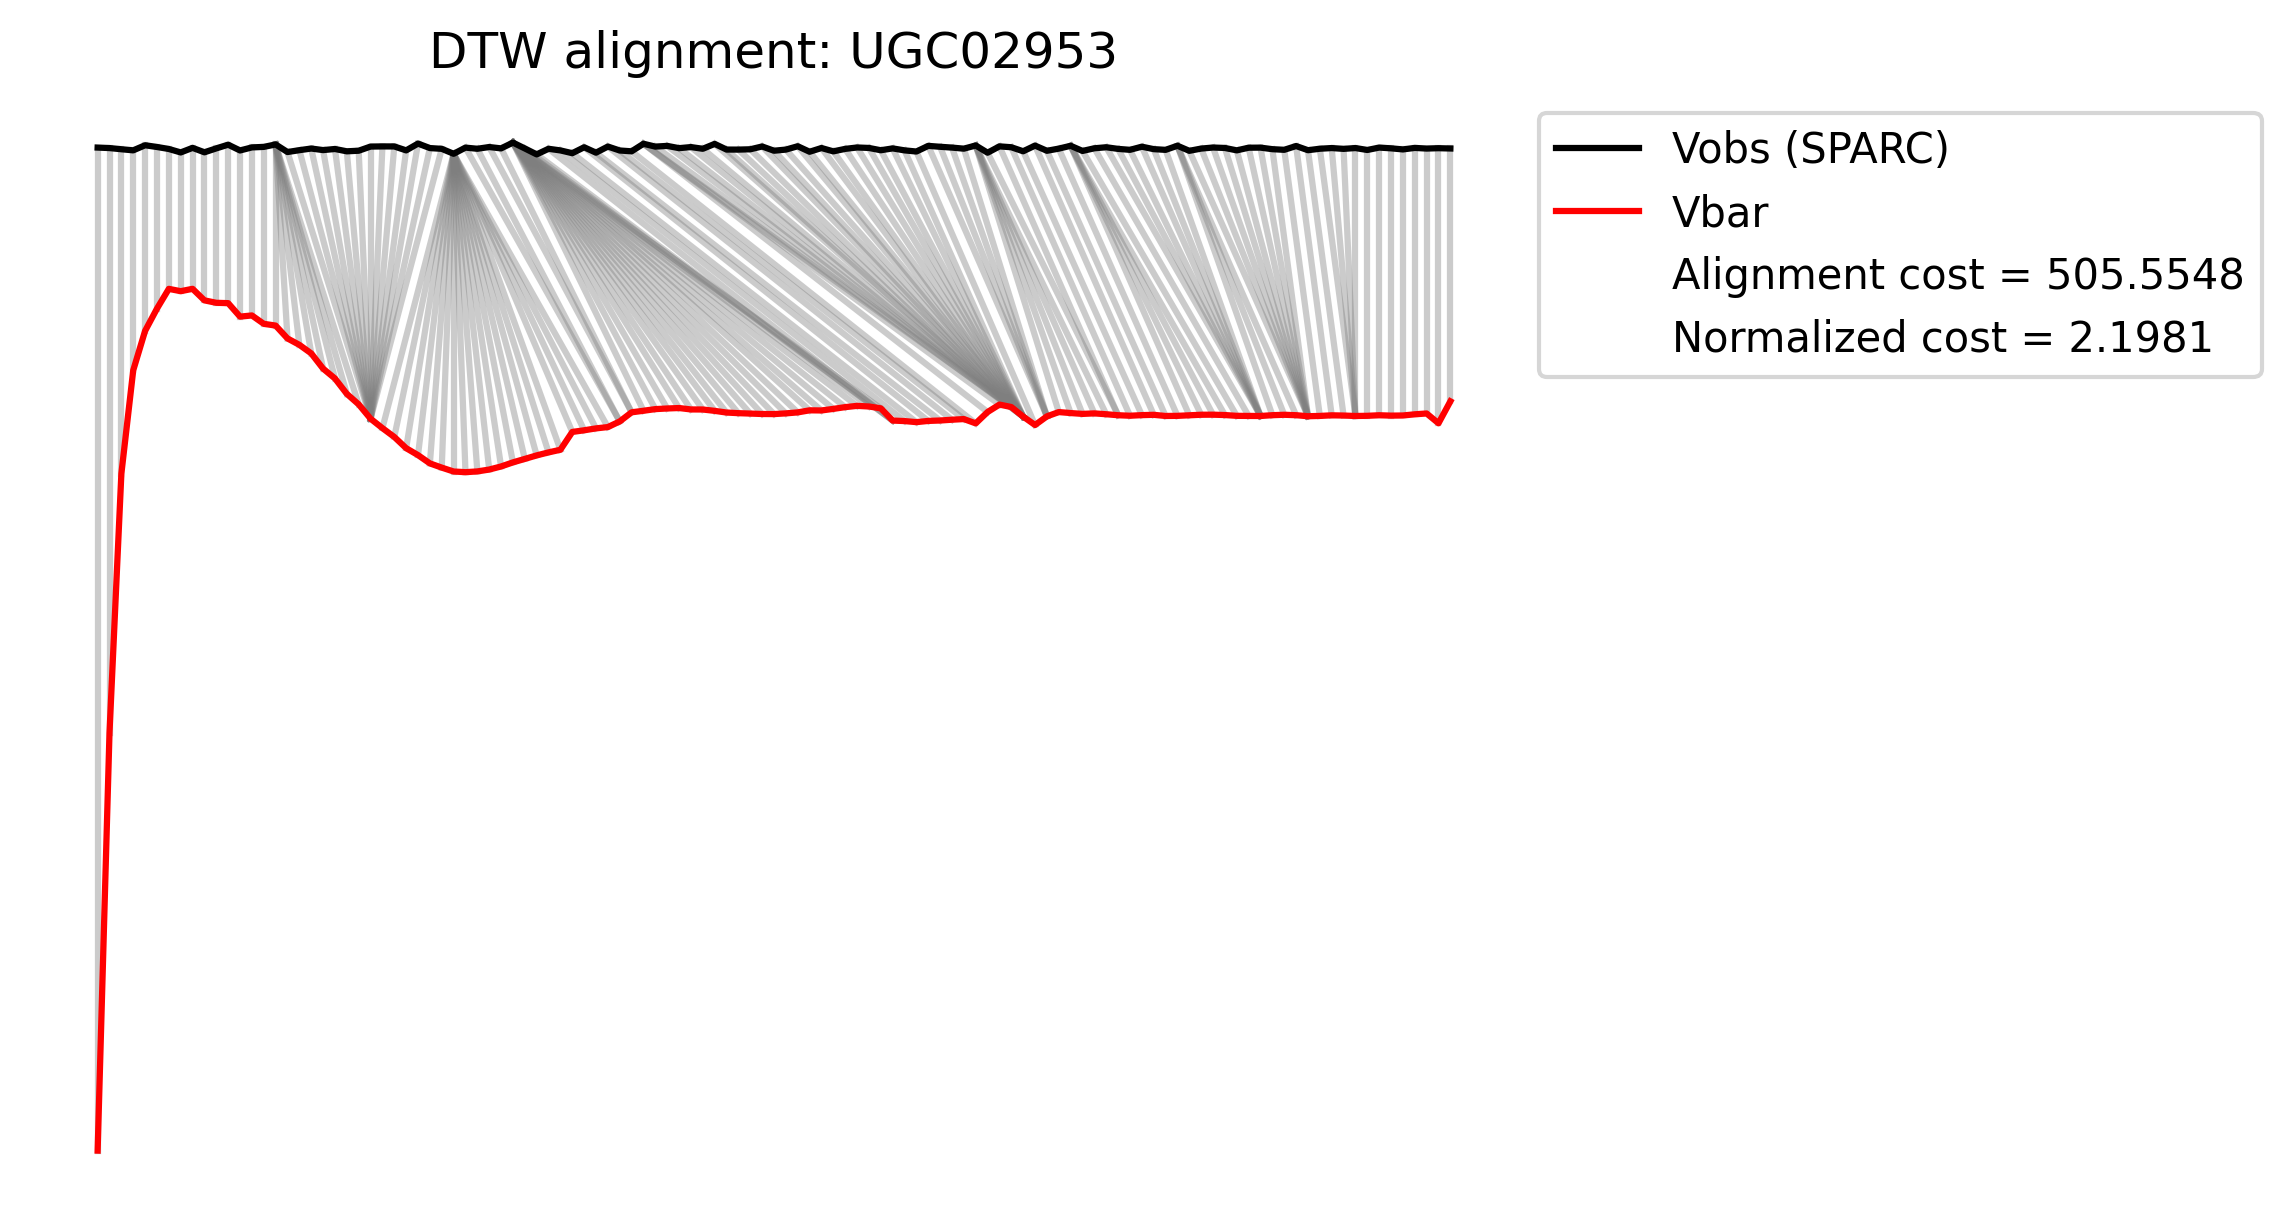 DTW alignment: UGC02953
Vobs (SPARC)
Vbar
Alignment cost = 505.5548
Normalized cost = 2.1981